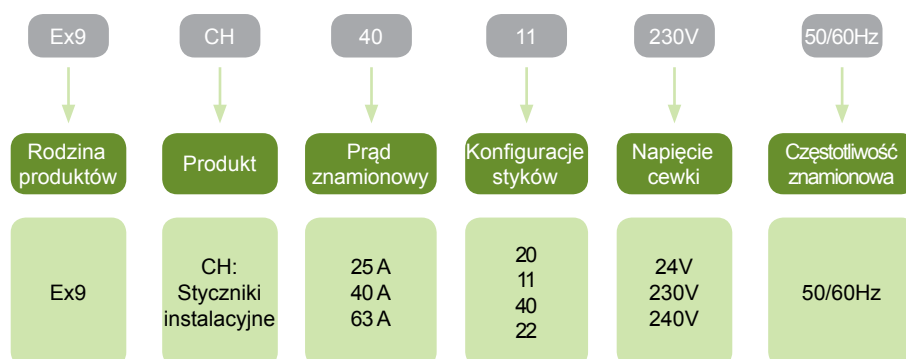 Ex9
CH
40
11
230V
50/60Hz
Rodzina
produktów
Produkt
Prąd
znamionowy
Konfiguracje
styków
Napięcie
cewki
Częstotliwość
znamionowa
Ex9
CH:
Styczniki
instalacyjne
25 A
40 A
63 A
20
11
40
22
24V
230V
240V
50/60Hz